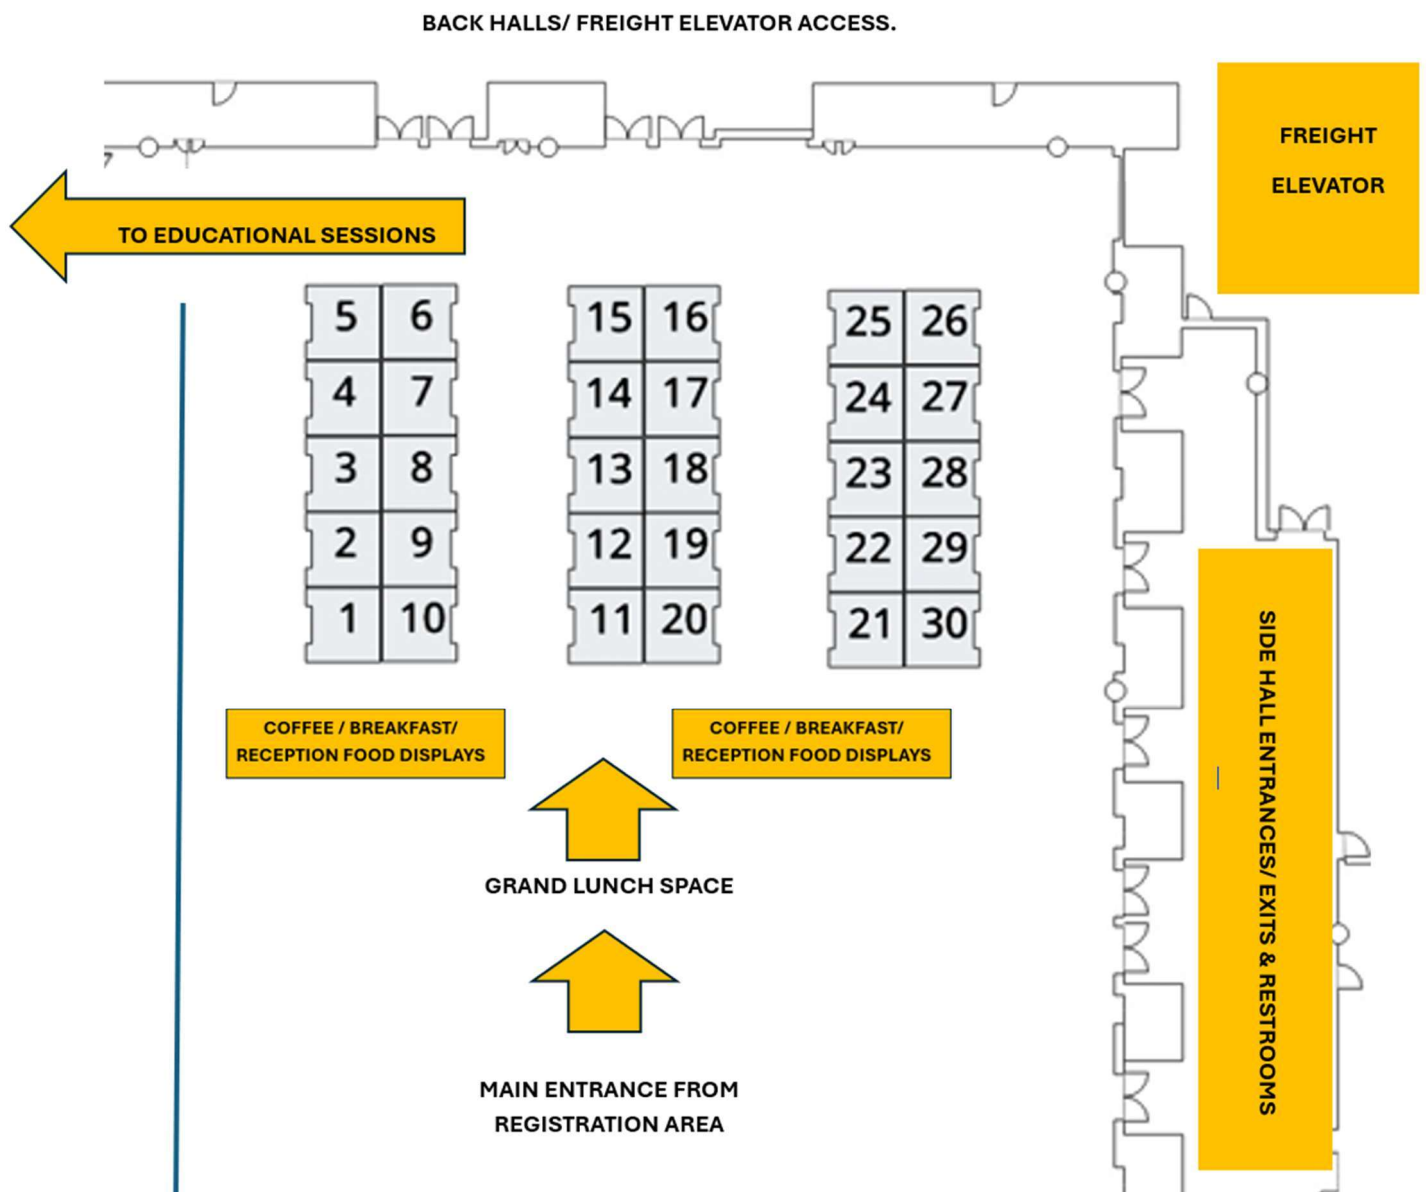 BACK HALLS/ FREIGHT ELEVATOR ACCESS.
FREIGHT
ELEVATOR
7
TO EDUCATIONAL SESSIONS
5 6
4 7
3 8
2 9
1 10
15 16
14 17
13 18
12 19
11 20
25 26
24 27
23 28
22 29
21 30
COFFEE / BREAKFAST/
RECEPTION FOOD DISPLAYS
COFFEE / BREAKFAST/
RECEPTION FOOD DISPLAYS
GRAND LUNCH SPACE
MAIN ENTRANCE FROM
REGISTRATION AREA
SIDE HALL ENTRANCES/ EXITS & RESTROOMS